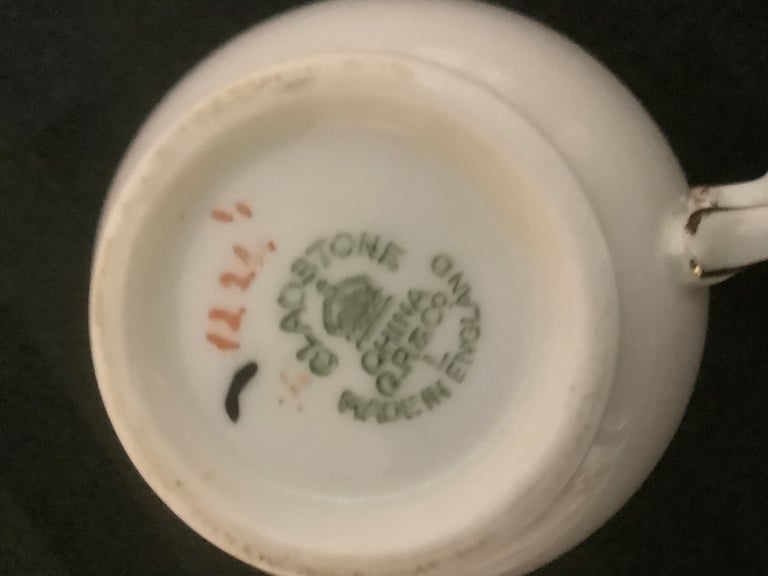 GLADSTONE
CHINA
G.P.& Co.
MADE IN ENGLAND